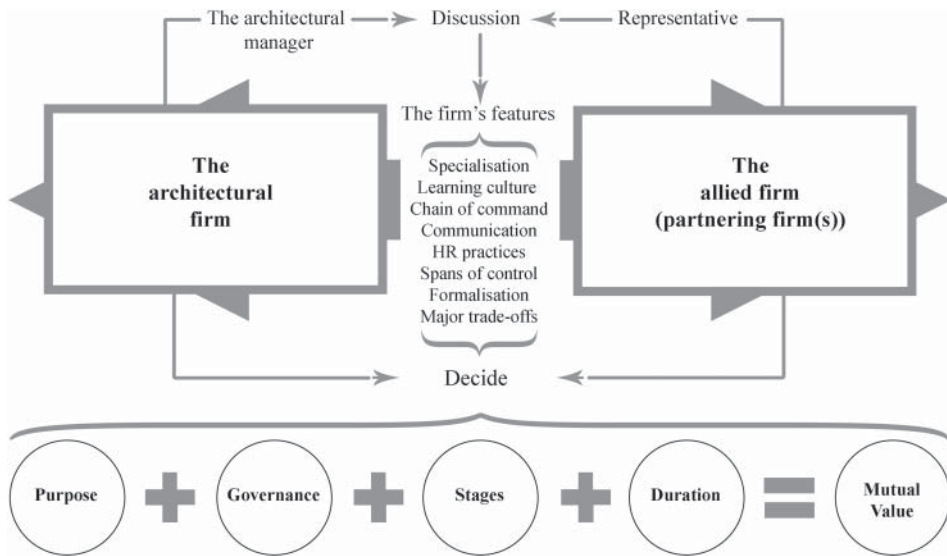 The architectural
manager
Discussion
Representative
The firm's features
The
architectural
firm
Specialisation
Learning culture
Chain of command
Communication
HR practices
Spans of control
Formalisation
Major trade-offs
The
allied firm
(partnering firm(s))
Decide
Purpose
+
Governance
+
Stages
+
Duration
=
Mutual
Value